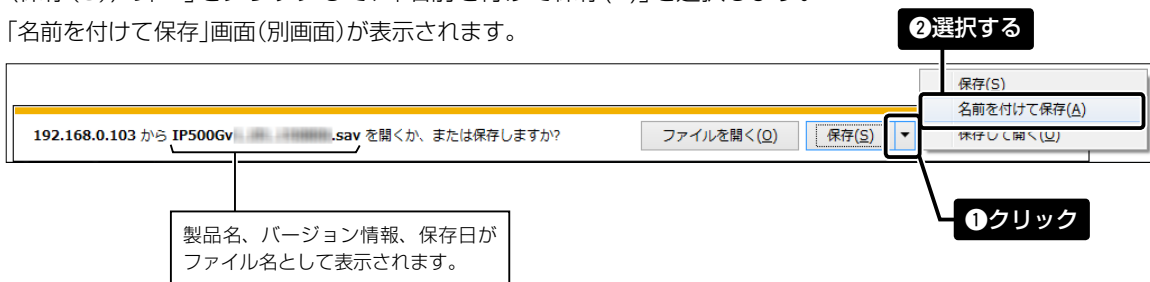 「名前を付けて保存」画面(別画面)が表示されます。
❷選択する
保存(S)
名前を付けて保存(A)
保存して開く(O)
192.168.0.103 から IP500Gv .sav を開くか、または保存しますか?
ファイルを開く(O)
保存(S)
❶クリック
製品名、バージョン情報、保存日が
ファイル名として表示されます。